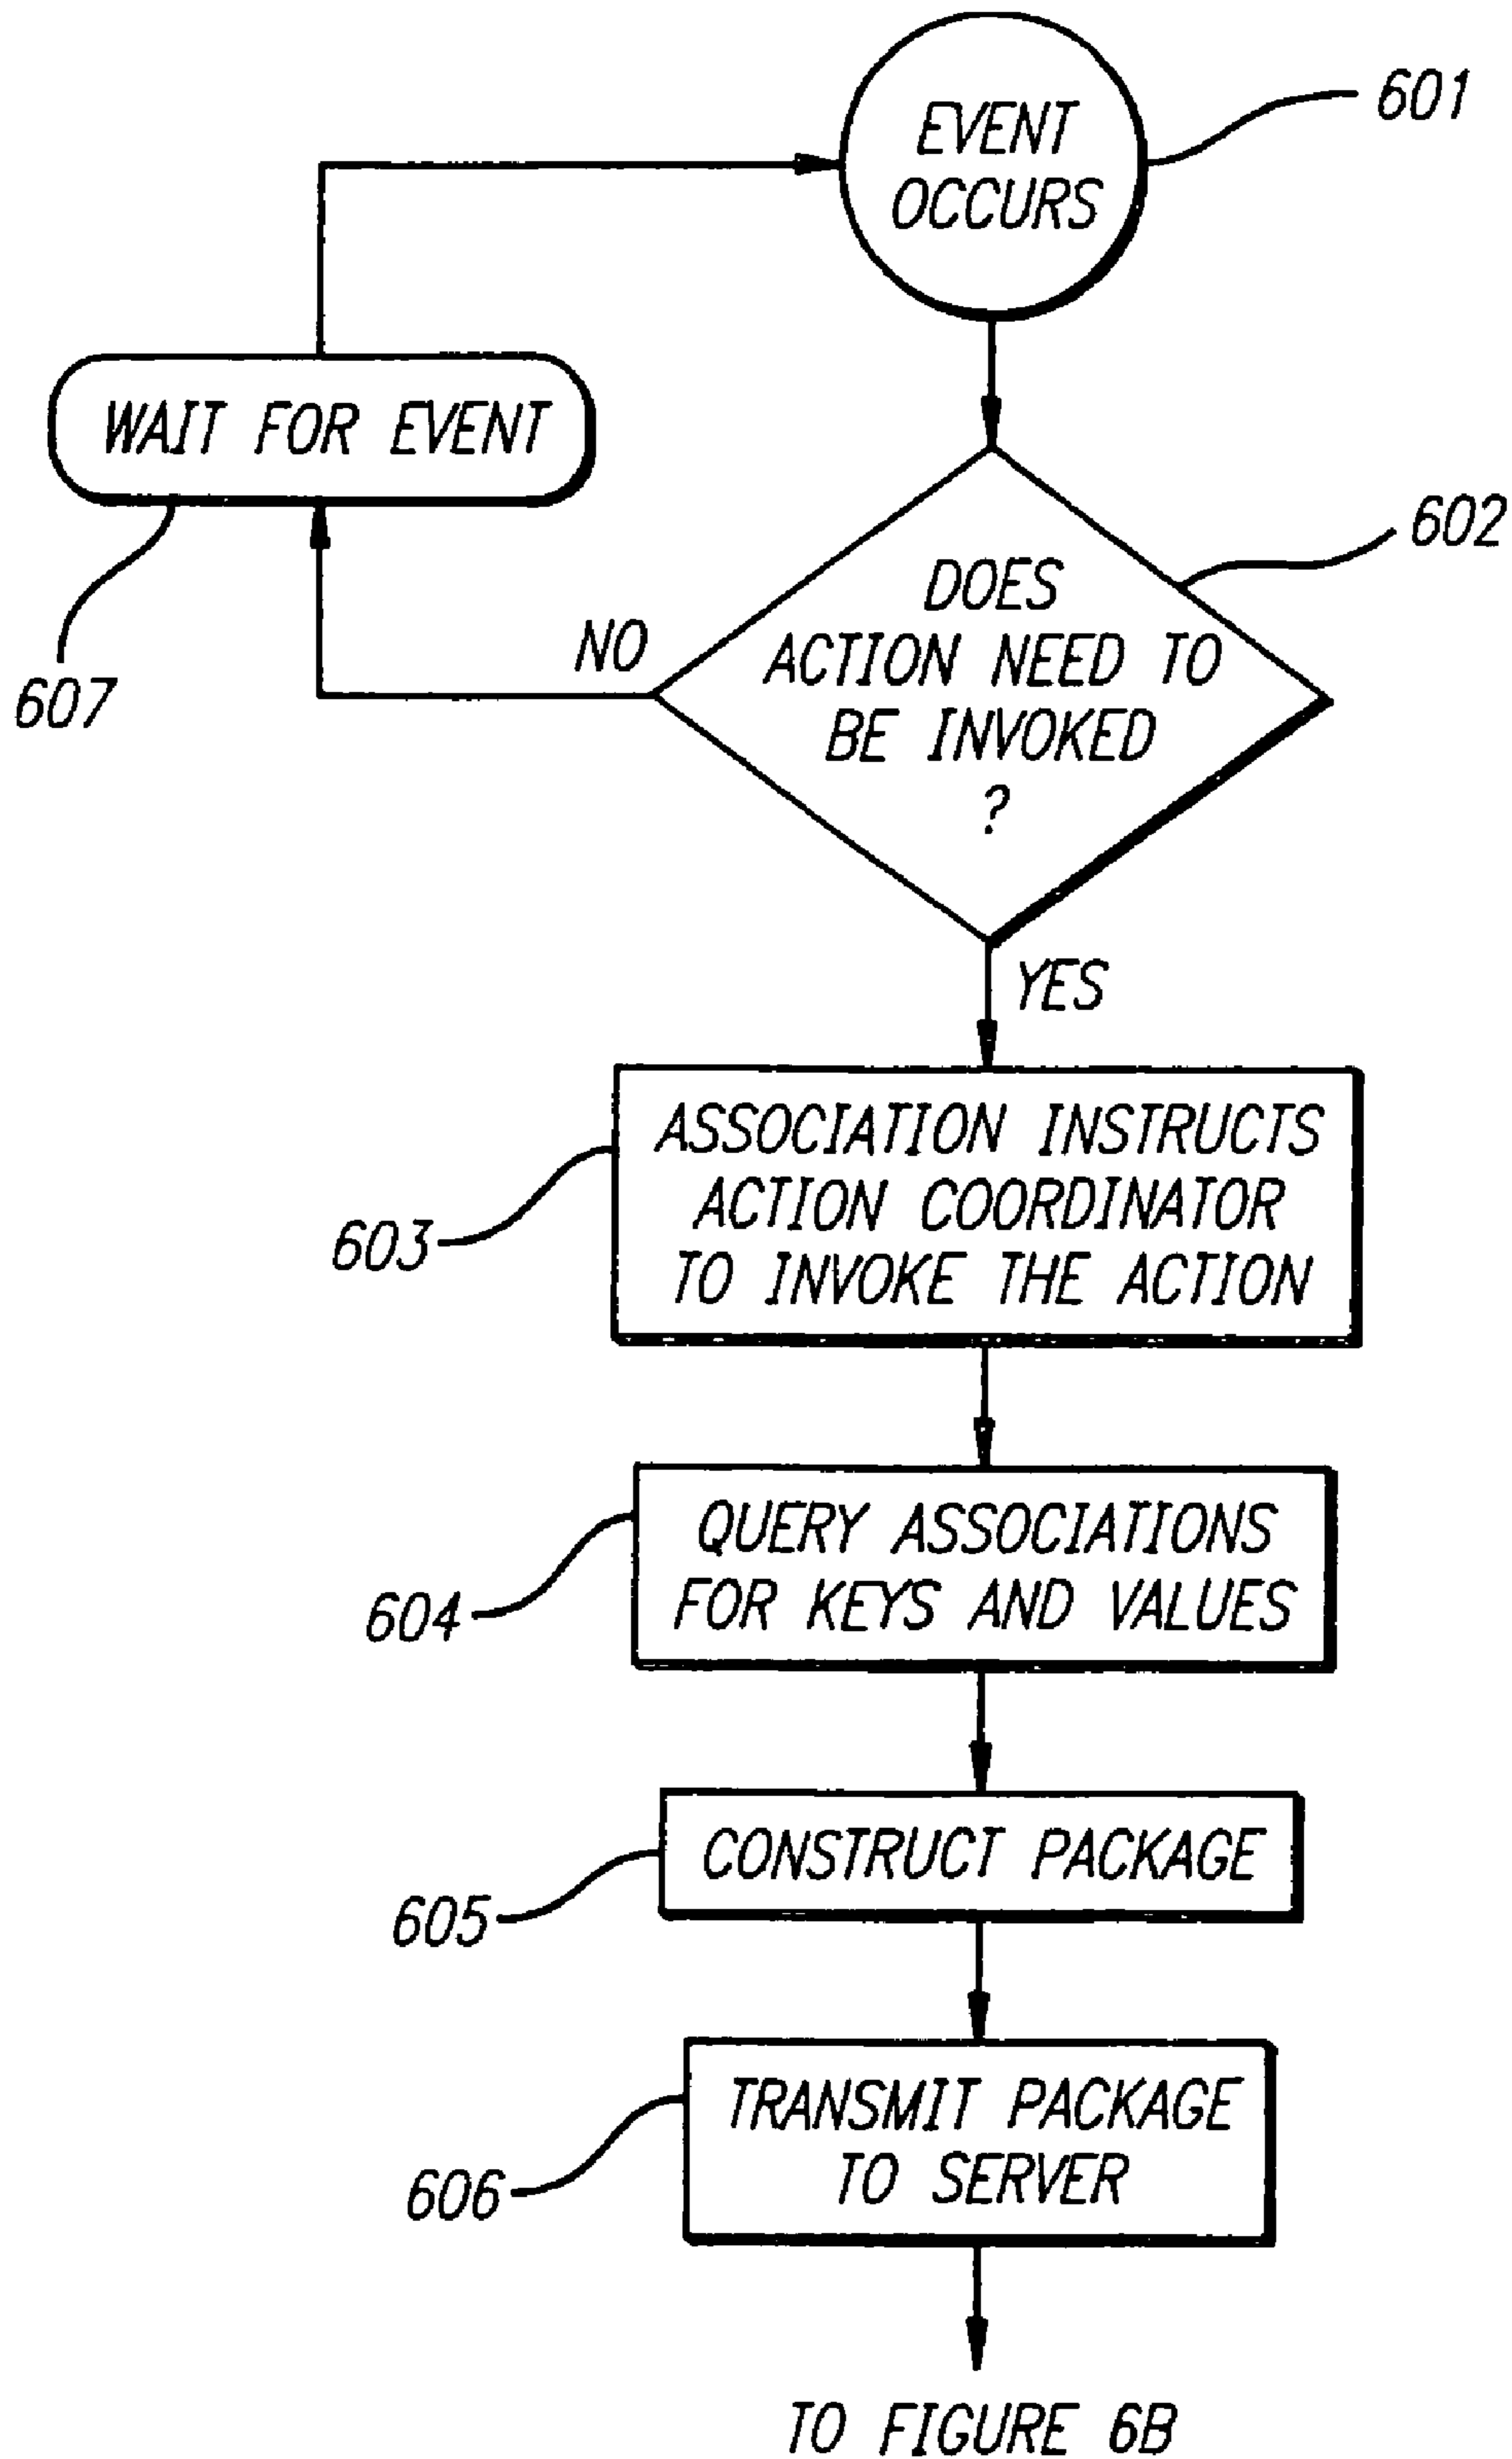 EVENT
OCCURS
601
WAIT FOR EVENT
607
DOES
ACTION NEED TO
BE INVOKED
?
602
NO
YES
ASSOCIATION INSTRUCTS
ACTION COORDINATOR
TO INVOKE THE ACTION
603
QUERY ASSOCIATIONS
FOR KEYS AND VALUES
604
CONSTRUCT PACKAGE
605
TRANSMIT PACKAGE
TO SERVER
606
TO FIGURE 6B